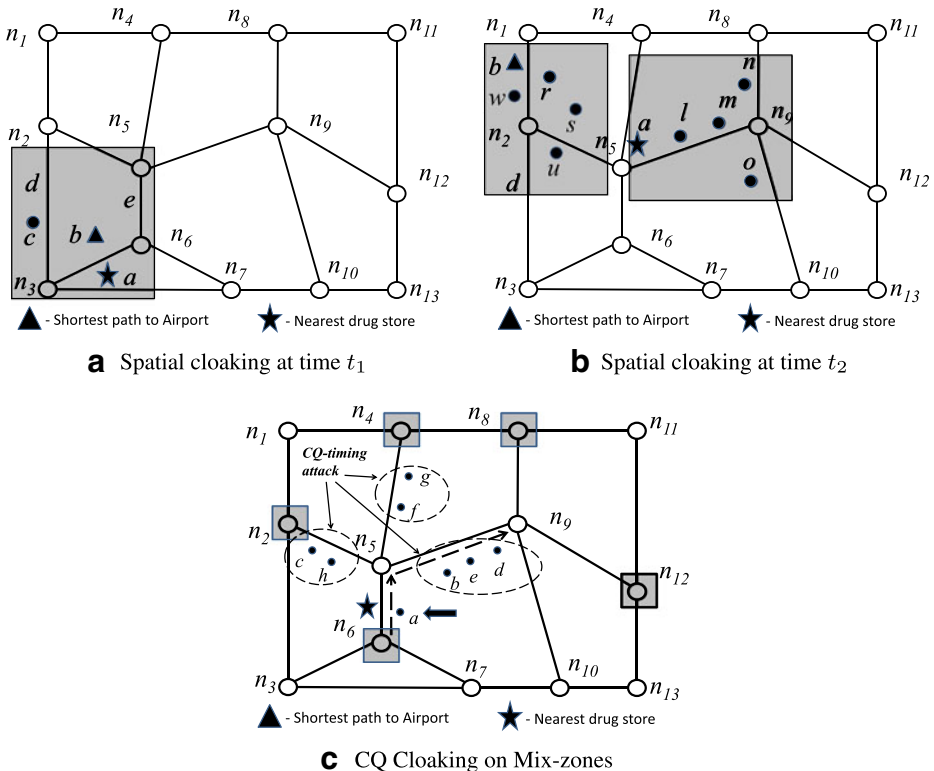 n4 n8
n1 n11
n2 n5 n9
n12
d e
c b n6
n3 a n7 n10 n13
- Shortest path to Airport - Nearest drug store
a Spatial cloaking at time t1
n4 n8
n1 n11
b n
w r m
s a l
n2 n5 n9
u o n12
d
n6
n3 n7 n10 n13
- Shortest path to Airport - Nearest drug store
b Spatial cloaking at time t2
n4 n8
n1 n11
CQ-timing
attack
g
f
n2 n5 n9
c h b e d n12
a
n6
n3 n7 n10 n13
- Shortest path to Airport - Nearest drug store
c CQ Cloaking on Mix-zones